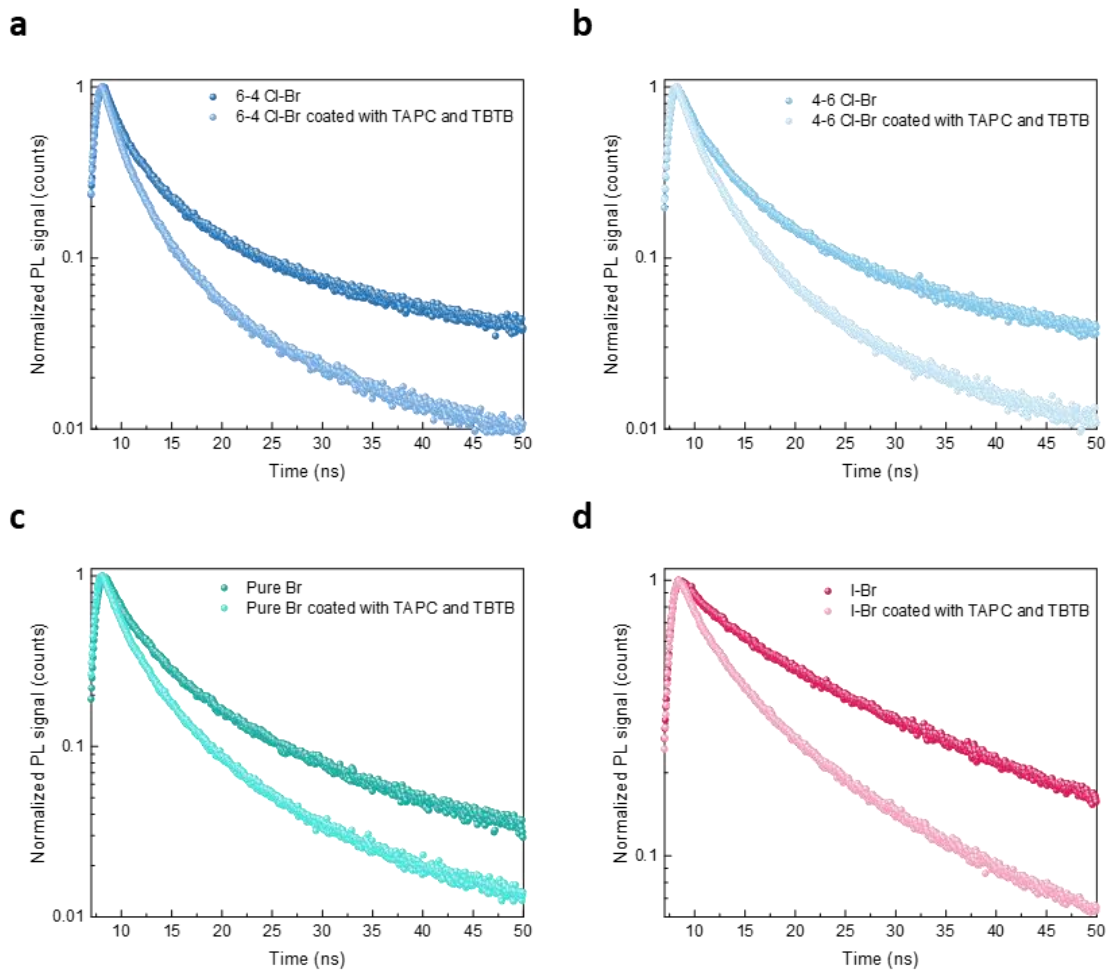 a
6-4 Cl-Br
6-4 Cl-Br coated with TAPC and TBTB
1
0.1
0.01
Normalized PL signal (counts)
10 15 20 25 30 35 40 45 50
Time (ns)
b
4-6 Cl-Br
4-6 Cl-Br coated with TAPC and TBTB
1
0.1
0.01
Normalized PL signal (counts)
10 15 20 25 30 35 40 45 50
Time (ns)
c
Pure Br
Pure Br coated with TAPC and TBTB
1
0.1
0.01
Normalized PL signal (counts)
10 15 20 25 30 35 40 45 50
Time (ns)
d
I-Br
I-Br coated with TAPC and TBTB
1
0.1
Normalized PL signal (counts)
10 15 20 25 30 35 40 45 50
Time (ns)